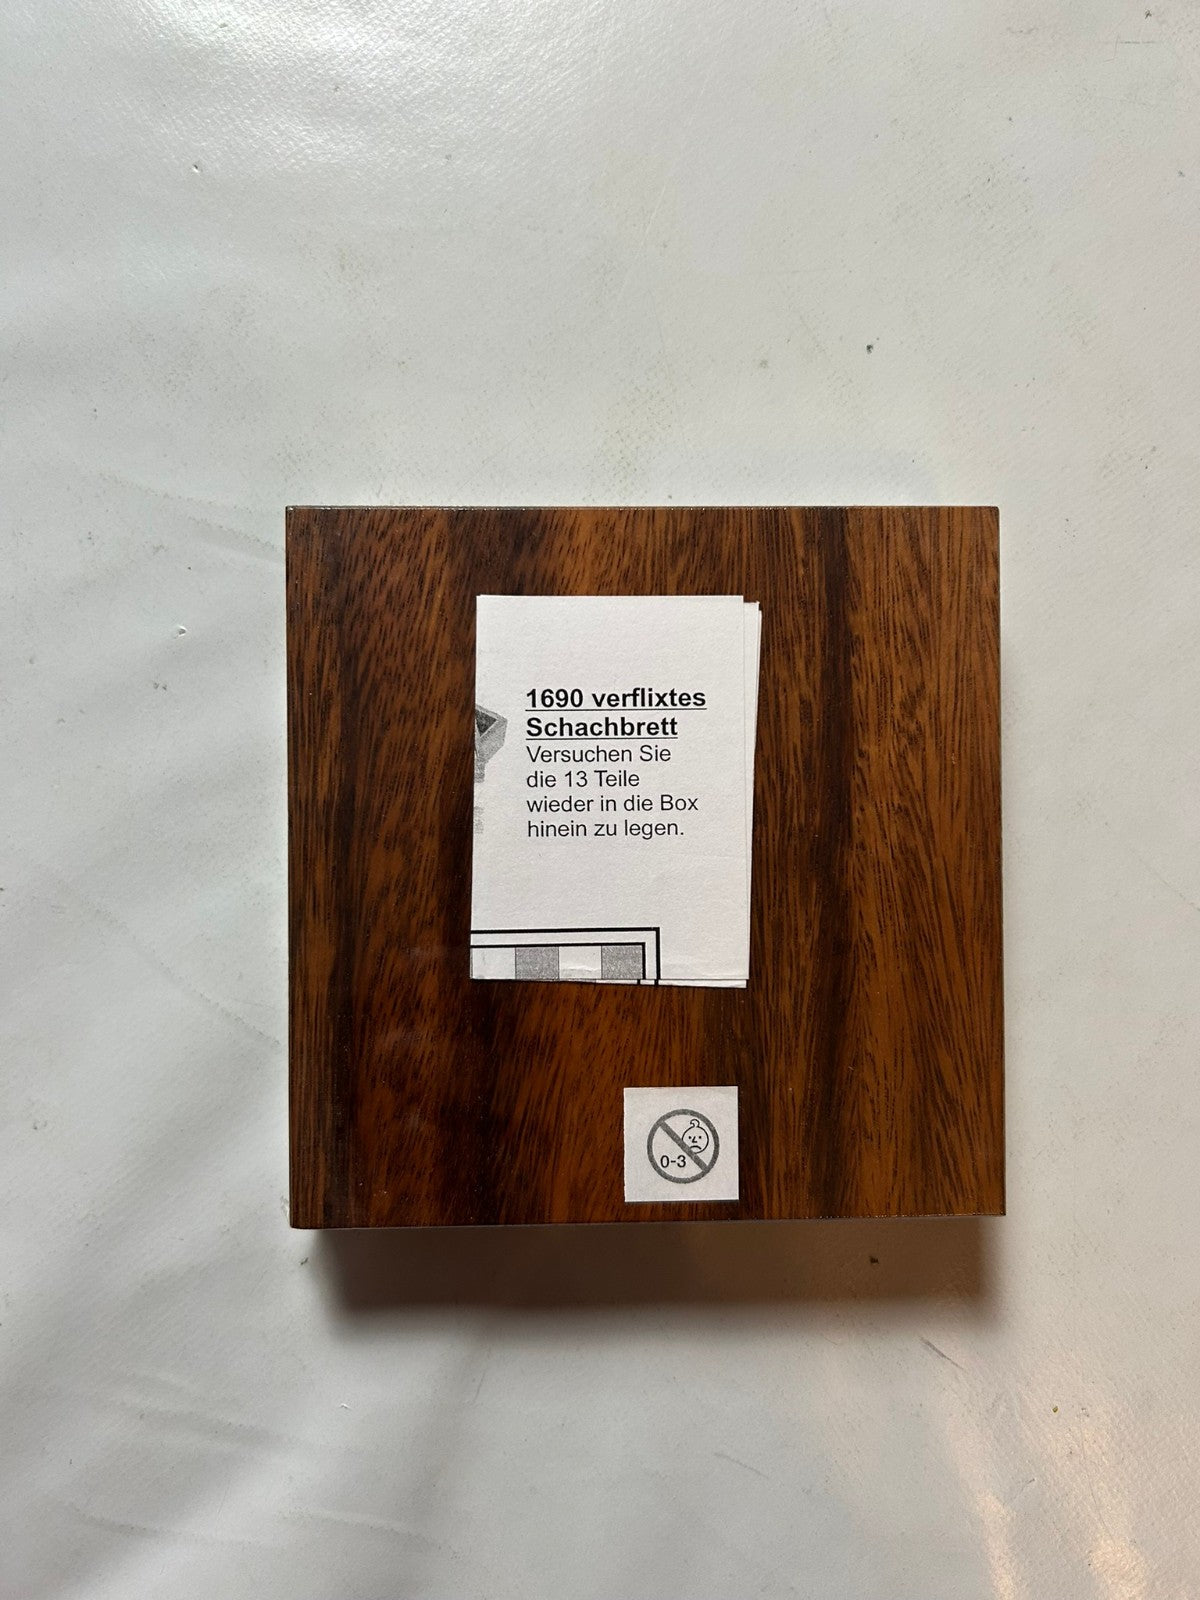 1690 verflixtes
Schachbrett
Versuchen Sie
die 13 Teile
wieder in die Box
hinein zu legen.
0-3